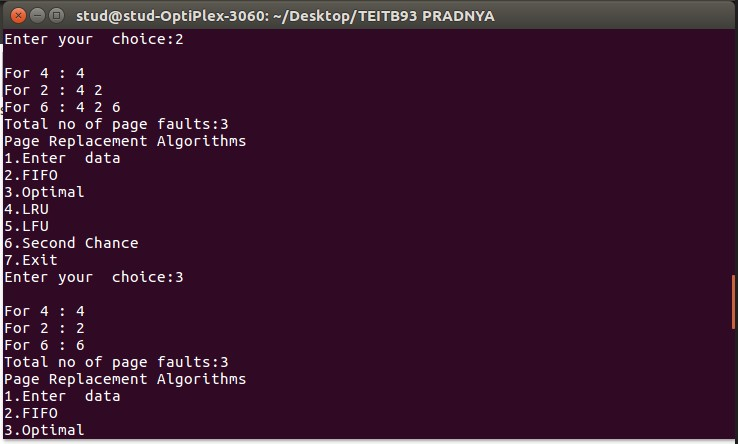 stud@stud-OptiPlex-3060: ~/Desktop/TEITB93 PRADNYA
Enter your  choice:2
For 4 : 4
For 2 : 4 2
For 6 : 4 2 6
Total no of page faults:3
Page Replacement Algorithms
1.Enter  data
2.FIFO
3.Optimal
4.LRU
5.LFU
6.Second Chance
7.Exit
Enter your  choice:3
For 4 : 4
For 2 : 2
For 6 : 6
Total no of page faults:3
Page Replacement Algorithms
1.Enter  data
2.FIFO
3.Optimal